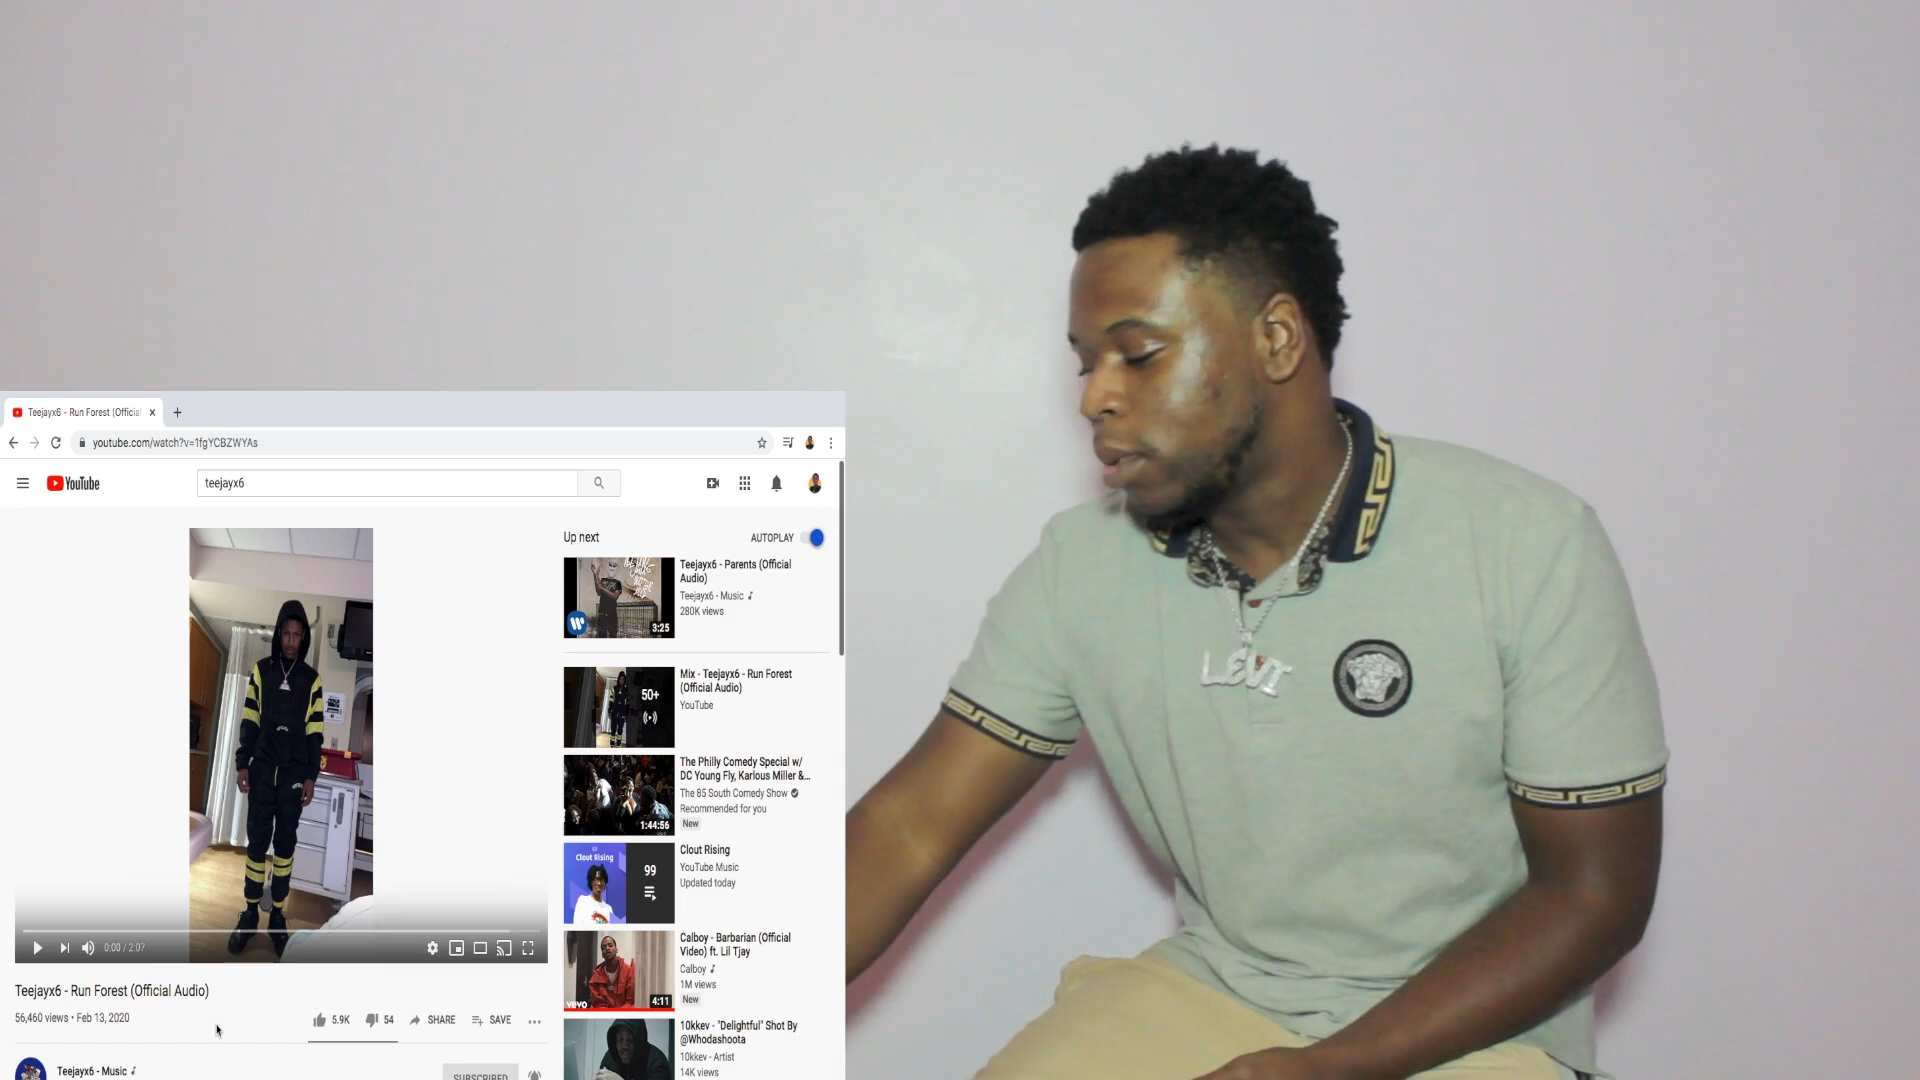 Teejayx6 - Run Forest (Official
youtube.com/watch?v=1fgYCBZWYAs
YouTube
teejayx6
Up next
AUTOPLAY
Teejayx6 - Parents (Official
Audio)
Teejayx6 - Music
280K views
3:25
Mix - Teejayx6 - Run Forest
(Official Audio)
YouTube
50+
The Philly Comedy Special w/
DC Young Fly, Karlous Miller &...
The 85 South Comedy Show
Recommended for you
New
1:44:56
Clout Rising
99
Clout Rising
YouTube Music
Updated today
Calboy - Barbarian (Official
Video) ft. Lil Tjay
Calboy
1M views
New
vevo
4:11
10kkev - "Delightful" Shot By
@Whodashoota
10kkev - Artist
14K views
0:00 / 2:07
Teejayx6 - Run Forest (Official Audio)
56,460 views • Feb 13, 2020
5.9K
54
SHARE
SAVE
Teejayx6 - Music
SUBSCRIBED
LEVI